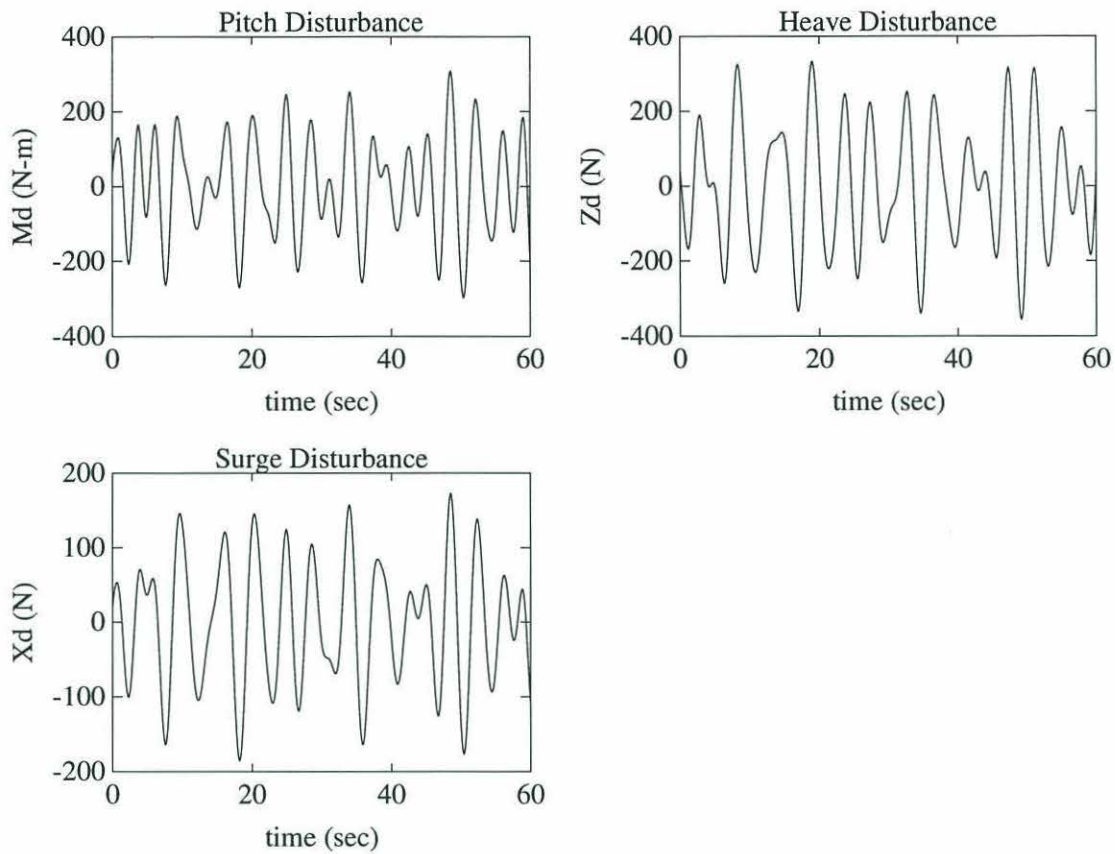 Pitch Disturbance
400
200
0
-200
-400
Md (N-m)
0 20 40 60
time (sec)
Heave Disturbance
400
200
0
-200
-400
Zd (N)
0 20 40 60
time (sec)
Surge Disturbance
200
100
0
-100
-200
Xd (N)
0 20 40 60
time (sec)